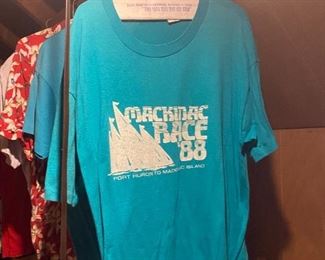 MACKINAC
RACE
'88
PORT HURON TO MACKINAC ISLAND